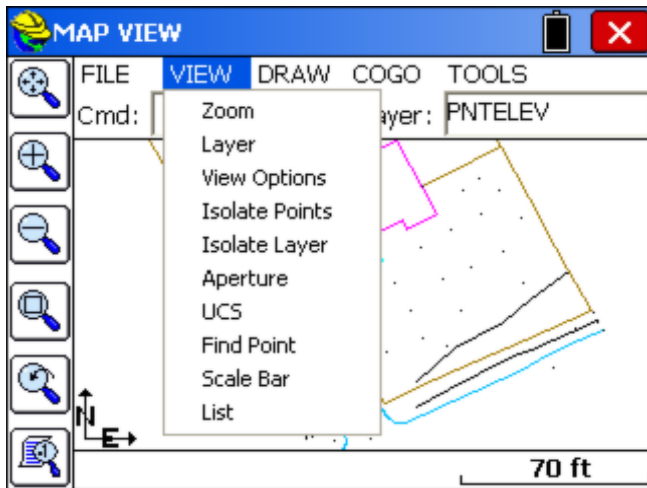 MAP VIEW
FILE VIEW DRAW COGO TOOLS
Cmd: ayer: PNTELEV
Zoom
Layer
View Options
Isolate Points
Isolate Layer
Aperture
UCS
Find Point
Scale Bar
List
N
E
70 ft